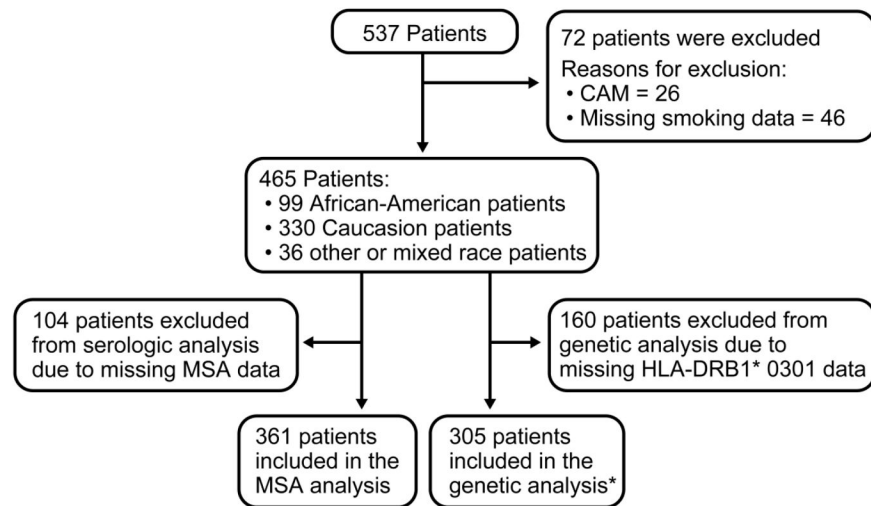 537 Patients
72 patients were excluded
Reasons for exclusion:
• CAM = 26
• Missing smoking data = 46
465 Patients:
• 99 African-American patients
• 330 Caucasion patients
• 36 other or mixed race patients
104 patients excluded
from serologic analysis
due to missing MSA data
160 patients excluded from
genetic analysis due to
missing HLA-DRB1* 0301 data
361 patients
included in the
MSA analysis
305 patients
included in the
genetic analysis*